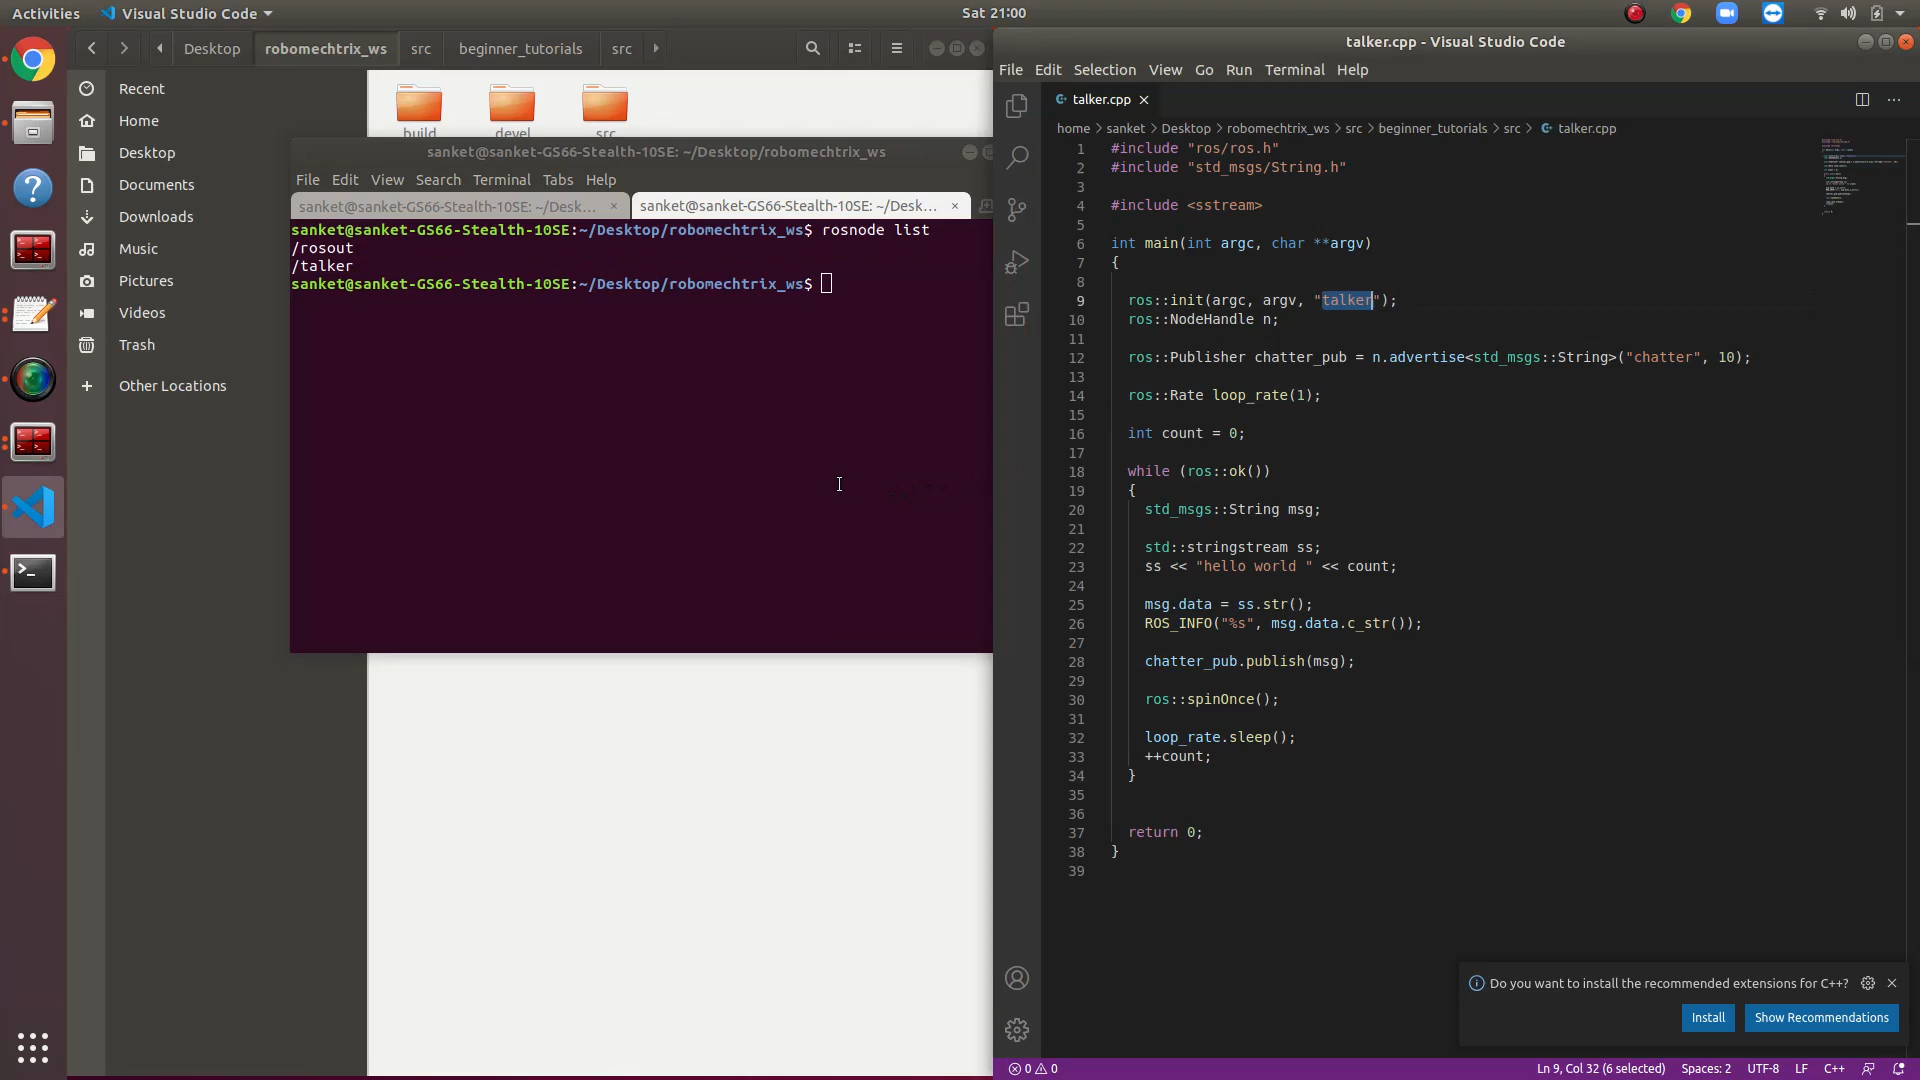 Activities
Visual Studio Code
Sat 21:00
Desktop
robomechtrix_ws
src
beginner_tutorials
src
Recent
Home
Desktop
Documents
Downloads
Music
Pictures
Videos
Trash
Other Locations
build
devel
src
sanket@sanket-GS66-Stealth-10SE: ~/Desktop/robomechtrix_ws
File Edit View Search Terminal Tabs Help
sanket@sanket-GS66-Stealth-10SE: ~/Desk... ×
sanket@sanket-GS66-Stealth-10SE: ~/Desk... ×
sanket@sanket-GS66-Stealth-10SE:~/Desktop/robomechtrix_ws$ rosnode list
/rosout
/talker
sanket@sanket-GS66-Stealth-10SE:~/Desktop/robomechtrix_ws$
talker.cpp - Visual Studio Code
File Edit Selection View Go Run Terminal Help
talker.cpp ×
home > sanket > Desktop > robomechtrix_ws > src > beginner_tutorials > src > talker.cpp
1 #include "ros/ros.h"
2 #include "std_msgs/String.h"
3
4 #include <sstream>
5
6 int main(int argc, char **argv)
7 {
8
9 ros::init(argc, argv, "talker");
10 ros::NodeHandle n;
11
12 ros::Publisher chatter_pub = n.advertise<std_msgs::String>("chatter", 10);
13
14 ros::Rate loop_rate(1);
15
16 int count = 0;
17
18 while (ros::ok())
19 {
20 std_msgs::String msg;
21
22 std::stringstream ss;
23 ss << "hello world " << count;
24
25 msg.data = ss.str();
26 ROS_INFO("%s", msg.data.c_str());
27
28 chatter_pub.publish(msg);
29
30 ros::spinOnce();
31
32 loop_rate.sleep();
33 ++count;
34 }
35
36
37 return 0;
38 }
39
Do you want to install the recommended extensions for C++?
Install
Show Recommendations
0 0
Ln 9, Col 32 (6 selected) Spaces: 2 UTF-8 LF C++